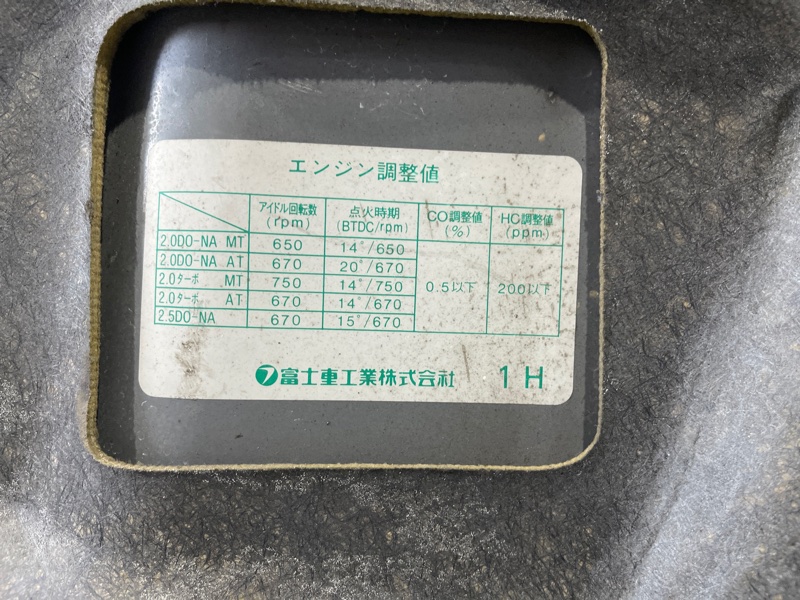 エンジン調整値
アイドル回転数 (rpm) 点火時期 (BTDC/rpm) CO調整値 (%) HC調整値 (ppm)
2.0DO-NA MT 650 14°/650
2.0DO-NA AT 670 20°/670
2.0ターボ MT 750 14°/750 0.5以下 200以下
2.0ターボ AT 670 14°/670
2.5DO-NA 670 15°/670
富士重工業株式会社 1H